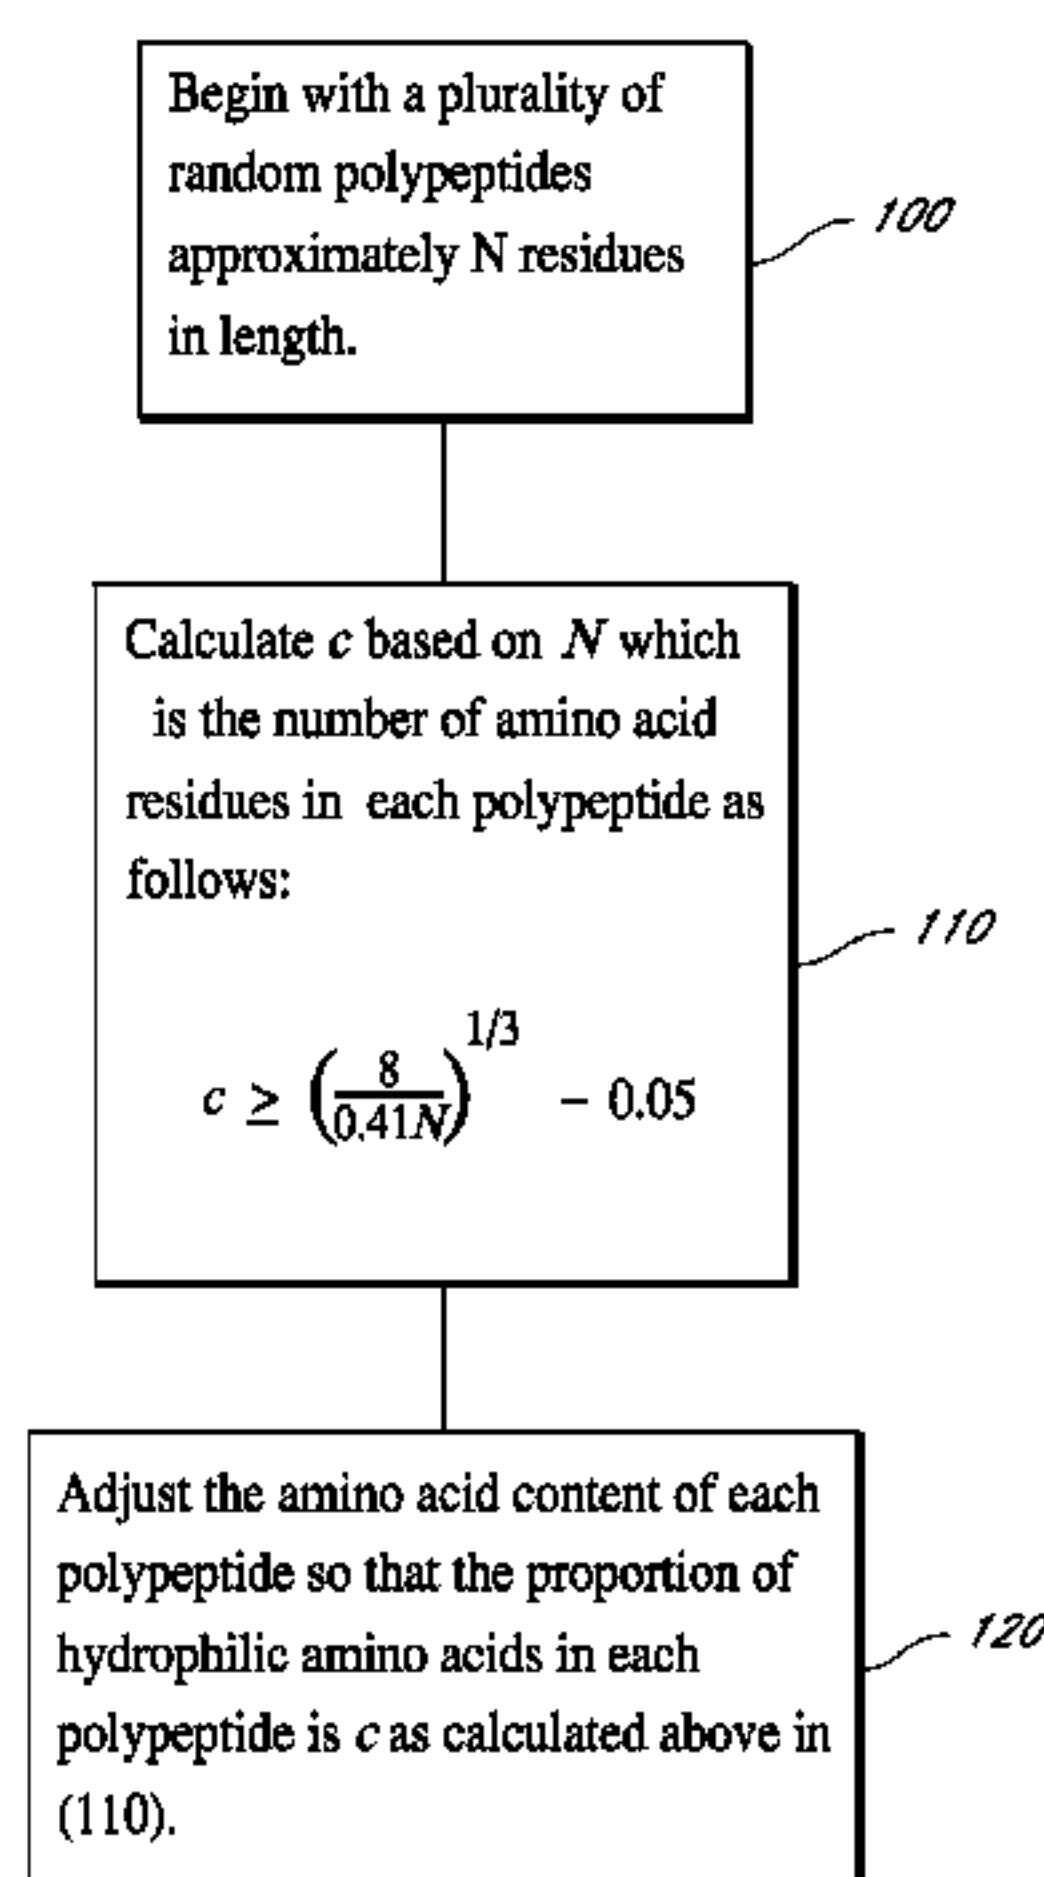 Begin with a plurality of
random polypeptides
approximately N residues
in length.
100
Calculate c based on N which
is the number of amino acid
residues in each polypeptide as
follows:
110
c ≥ (8/0.41N)^1/3 − 0.05
Adjust the amino acid content of each
polypeptide so that the proportion of
hydrophilic amino acids in each
polypeptide is c as calculated above in
(110).
120